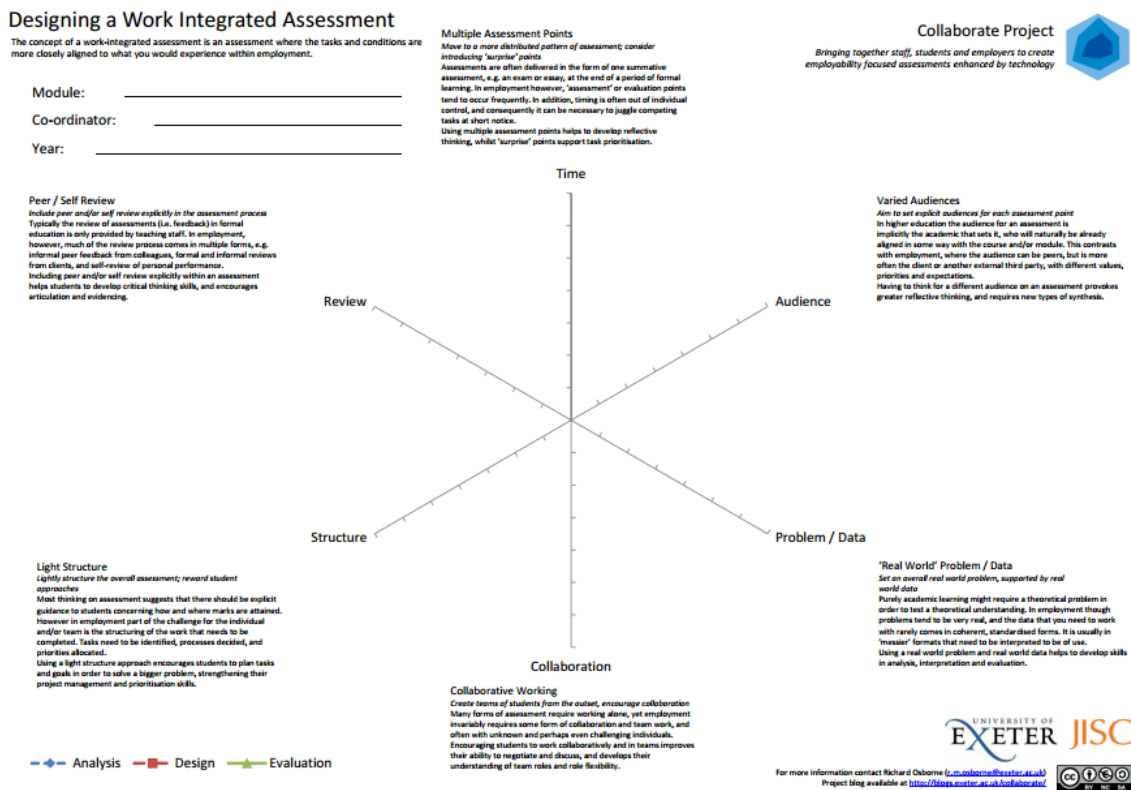 Designing a Work Integrated Assessment
The concept of a work-integrated assessment is an assessment where the tasks and conditions are
more closely aligned to what you would experience within employment.
Module:
Co-ordinator:
Year:
Multiple Assessment Points
Move to a more distributed pattern of assessment; consider
introducing 'surprise' points
Assessments are often delivered in the form of one summative
assessment, e.g. an exam or essay, at the end of a period of formal
learning. In employment however, 'assessment' or evaluation points
tend to occur frequently. In addition, timing is often out of individual
control, and consequently it can be necessary to juggle competing
tasks at short notice.
Using multiple assessment points helps to develop reflective
thinking, whilst 'surprise' points support task prioritisation.
Collaborate Project
Bringing together staff, students and employers to create
employability focused assessments enhanced by technology
Time
Peer / Self Review
Include peer and/or self review explicitly in the assessment process
Typically the review of assessments (i.e. feedback) in formal
education is only provided by teaching staff. In employment,
however, much of the review process comes in multiple forms, e.g.
informal peer feedback from colleagues, formal and informal reviews
from clients, and self-review of personal performance.
Including peer and/or self review explicitly within an assessment
helps students to develop critical thinking skills, and encourages
articulation and evidencing.
Varied Audiences
Aim to set explicit audiences for each assessment point
In higher education the audience for an assessment is
implicitly the academic that sets it, who will naturally be already
aligned in some way with the course and/or module. This contrasts
with employment, where the audience can be peers, but is more
often the client or another external third party, with different values,
priorities and expectations.
Having to think for a different audience on an assessment provokes
greater reflective thinking, and requires new types of synthesis.
Review
Audience
Structure
Problem / Data
Light Structure
Lightly structure the overall assessment; reward student
approaches
Most thinking on assessment suggests that there should be explicit
guidance to students concerning how and where marks are attained.
However in employment part of the challenge for the individual
and/or team is the structuring of the work that needs to be
completed. Tasks need to be identified, processes decided, and
priorities allocated.
Using a light structure approach encourages students to plan tasks
and goals in order to solve a bigger problem, strengthening their
project management and prioritisation skills.
'Real World' Problem / Data
Set an overall real world problem, supported by real
world data
Purely academic learning might require a theoretical problem in
order to test a theoretical understanding. In employment though
problems tend to be very real, and the data that you need to work
with rarely comes in coherent, standardised forms. It is usually in
'messier' formats that need to be interpreted to be of use.
Using a real world problem and real world data helps to develop skills
in analysis, interpretation and evaluation.
Collaboration
Collaborative Working
Create teams of students from the outset, encourage collaboration
Many forms of assessment require working alone, yet employment
invariably requires some form of collaboration and team work, and
often with unknown and perhaps even challenging individuals.
Encouraging students to work collaboratively and in teams improves
their ability to negotiate and discuss, and develops their
understanding of team roles and role flexibility.
Analysis Design Evaluation
UNIVERSITY OF
EXETER JISC
For more information contact Richard Osborne (r.m.osborne@exeter.ac.uk)
Project blog available at http://blogs.exeter.ac.uk/collaborate/
cc BY NC SA